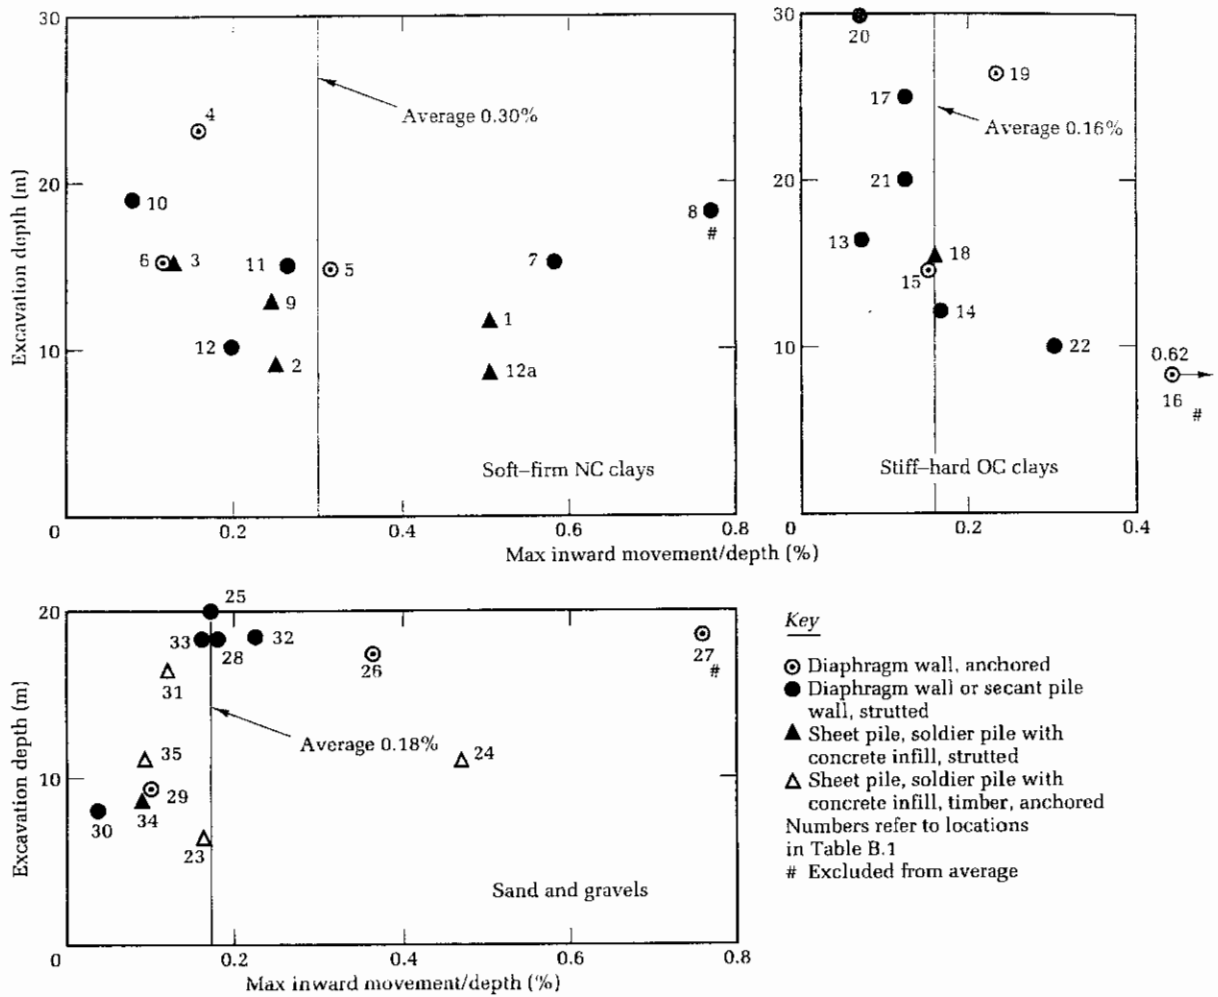 30
20
10
0
Excavation depth (m)
4
Average 0.30%
10
6
3
11
5
9
12
2
7
8
#
1
12a
Soft–firm NC clays
0.2
0.4
0.6
0.8
30
20
10
0
20
19
17
Average 0.16%
21
13
18
15
14
22
0.62
16
#
Stiff–hard OC clays
0.2
0.4
Max inward movement/depth (%)
20
10
0
Excavation depth (m)
25
33
28
32
26
27
#
31
Average 0.18%
35
24
29
30
34
23
Sand and gravels
0.2
0.4
0.6
0.8
Max inward movement/depth (%)
Key
Diaphragm wall, anchored
Diaphragm wall or secant pile
wall, strutted
Sheet pile, soldier pile with
concrete infill, strutted
Sheet pile, soldier pile with
concrete infill, timber, anchored
Numbers refer to locations
in Table B.1
# Excluded from average